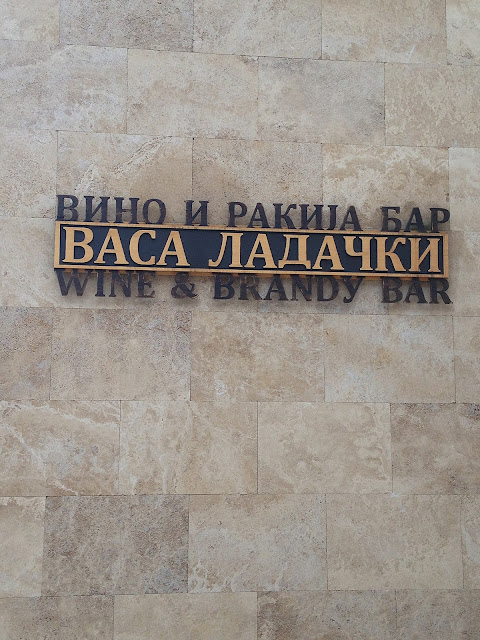 ВИНО И РАКИЈА БАР
ВАСА ЛАДАЧКИ
WINE & BRANDY BAR